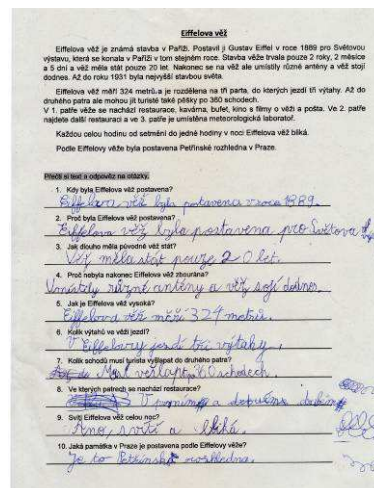 Eiffelova věž
Eiffelova věž je známá stavba v Paříži. Postavil ji Gustav Eiffel v roce 1889 pro Světovou
výstavu, která se konala v Paříži v tom stejném roce. Stavba věže trvala pouze 2 roky, 2 měsíce
a 5 dní a věž měla stát pouze 20 let. Nakonec se na věž ale umístily různé antény a věž stojí
dodnes. Až do roku 1931 byla nejvyšší stavbou světa.
Eiffelova věž měří 324 metrů a je rozdělena na tři parta, do kterých jezdí tři výtahy. Až do
druhého patra ale mohou jít turisté také pěšky po 360 schodech.
V 1. patře věže se nachází restaurace, kavárna, bufet, kino s filmy o věži a pošta. Ve 2. patře
najdete další restauraci a ve 3. patře je umístěna meteorologická laboratoř.
Každou celou hodinu od setmění do jedné hodiny v noci Eiffelova věž bliká.
Podle Eiffelovy věže byla postavena Petřínské rozhledna v Praze.
Přečti si text a odpověz na otázky.
1. Kdy byla Eiffelova věž postavena?
Eiffelova věž byla postavena v roce 1889.
2. Proč byla Eiffelova věž postavena?
Eiffelova věž byla postavena pro Světova
3. Jak dlouho měla původně věž stát?
Věž měla stát pouze 20 let.
4. Proč nebyla nakonec Eiffelova věž zbourána?
různé antény a věž sojí dodnes.
5. Jak je Eiffelova věž vysoká?
Eiffelova věž měří 324 metrů.
6. Kolik výtahů ve věži jezdí?
V Eiffelovy jezdí tři výtahy.
7. Kolik schodů musí turista vyšlapat do druhého patra?
360 schodech.
8. Ve kterých patrech se nachází restaurace?
V a
9. Svítí Eiffelova věž celou noc?
Ano, svítí a bliká.
10. Jaká památka v Praze je postavena podle Eiffelovy věže?
Je to rozhledna.